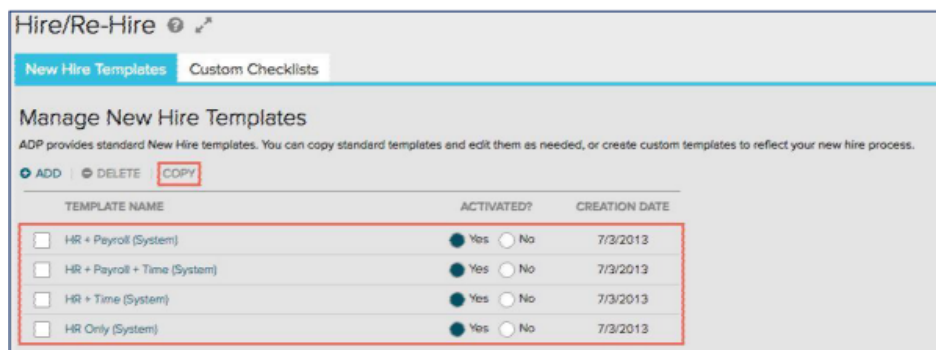 Hire/Re-Hire ?
New Hire Templates Custom Checklists
Manage New Hire Templates
ADP provides standard New Hire templates. You can copy standard templates and edit them as needed, or create custom templates to reflect your new hire process.
ADD | DELETE | COPY
TEMPLATE NAME ACTIVATED? CREATION DATE
HR + Payroll (System) Yes No 7/3/2013
HR + Payroll + Time (System) Yes No 7/3/2013
HR + Time (System) Yes No 7/3/2013
HR Only (System) Yes No 7/3/2013